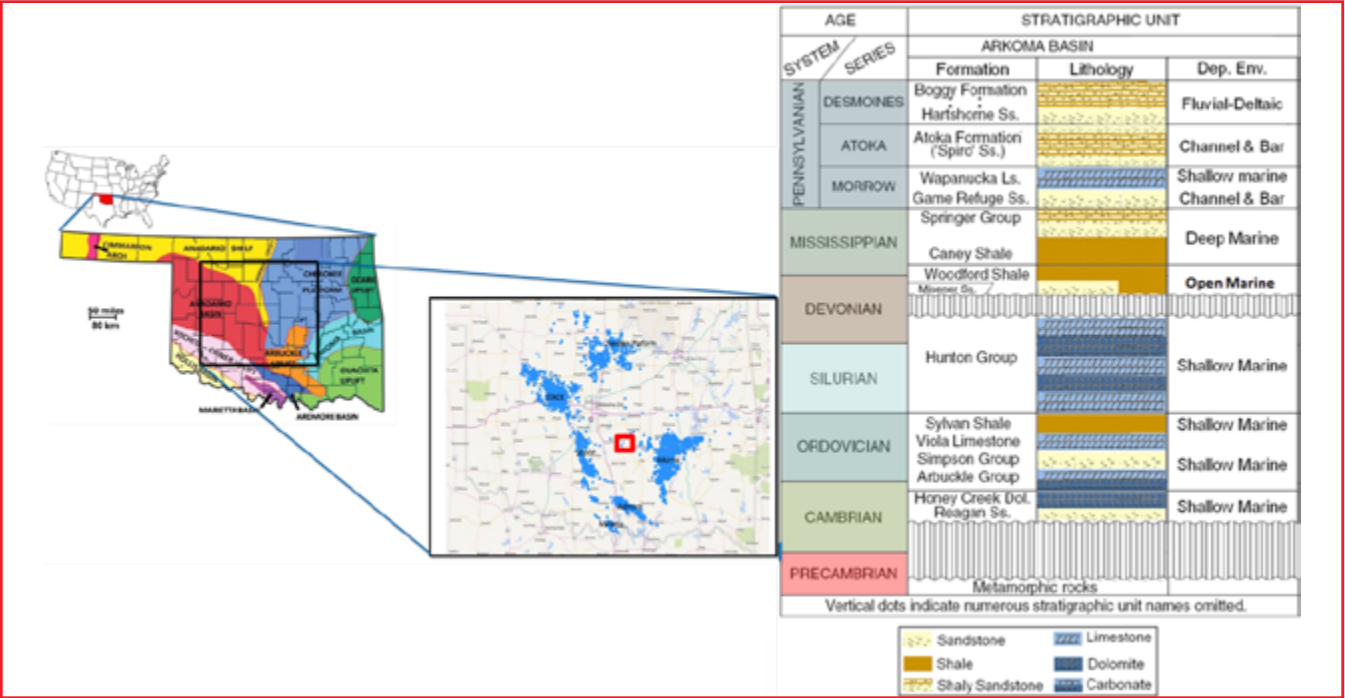 AGE STRATIGRAPHIC UNIT
SYSTEM SERIES ARKOMA BASIN
Formation Lithology Dep. Env.
PENNSYLVANIAN
DESMOINES
Boggy Formation
Hartshorne Ss.
Fluvial-Deltaic
ATOKA
Atoka Formation
('Spiro' Ss.)
Channel & Bar
MORROW
Wapanucka Ls.
Shallow marine
Game Refuge Ss.
Channel & Bar
MISSISSIPPIAN
Springer Group
Caney Shale
Deep Marine
DEVONIAN
Woodford Shale
Misener Ss.
Open Marine
SILURIAN
Hunton Group
Shallow Marine
ORDOVICIAN
Sylvan Shale
Shallow Marine
Viola Limestone
Simpson Group
Arbuckle Group
Shallow Marine
CAMBRIAN
Honey Creek Dol.
Reagan Ss.
Shallow Marine
PRECAMBRIAN
Metamorphic rocks
Vertical dots indicate numerous stratigraphic unit names omitted.
Sandstone Limestone
Shale Dolomite
Shaly Sandstone Carbonate
CIMMARON
ARCH
ANADARKO SHELF
CHEROKEE
PLATFORM
OZARK
UPLIFT
ANADARKO
BASIN
50 miles
80 km
ARBUCKLE
UPLIFT
BASIN
OUACHITA
UPLIFT
MARIETTA BASIN
ARDMORE BASIN